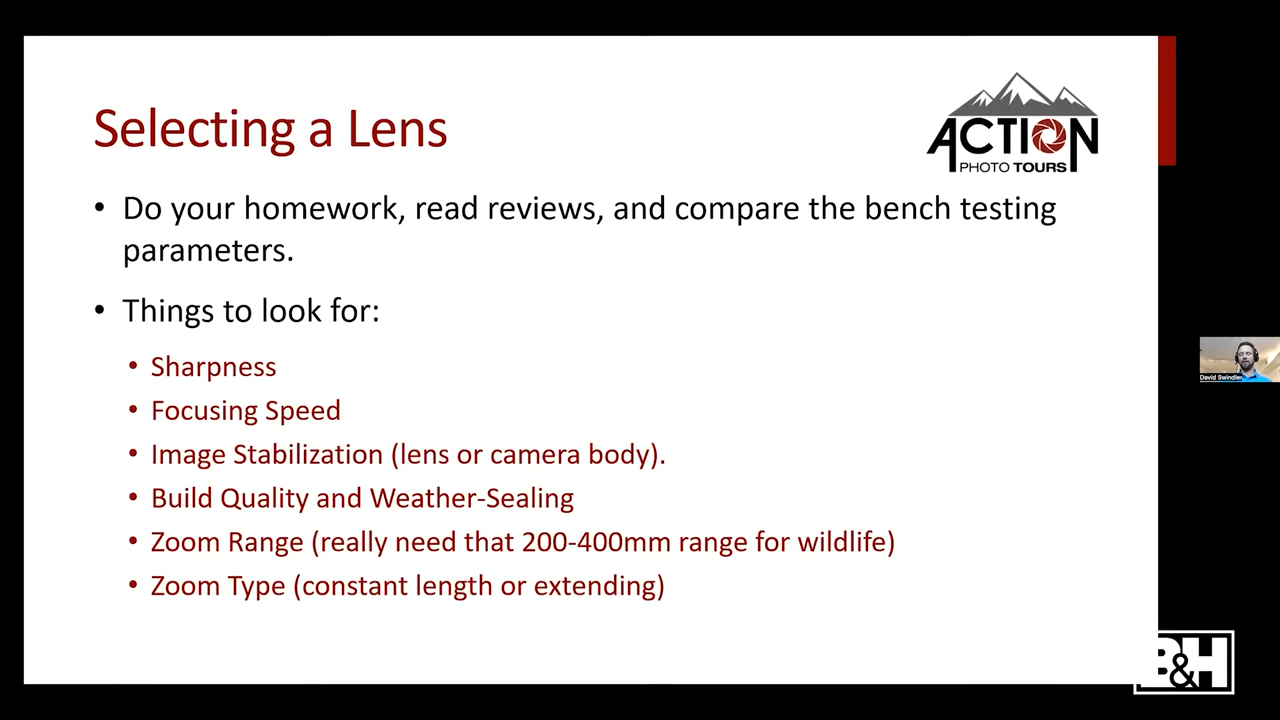 Selecting a Lens
ACTION
PHOTO TOURS
• Do your homework, read reviews, and compare the bench testing
parameters.
• Things to look for:
• Sharpness
• Focusing Speed
• Image Stabilization (lens or camera body).
• Build Quality and Weather-Sealing
• Zoom Range (really need that 200-400mm range for wildlife)
• Zoom Type (constant length or extending)
David Swindler
B&H